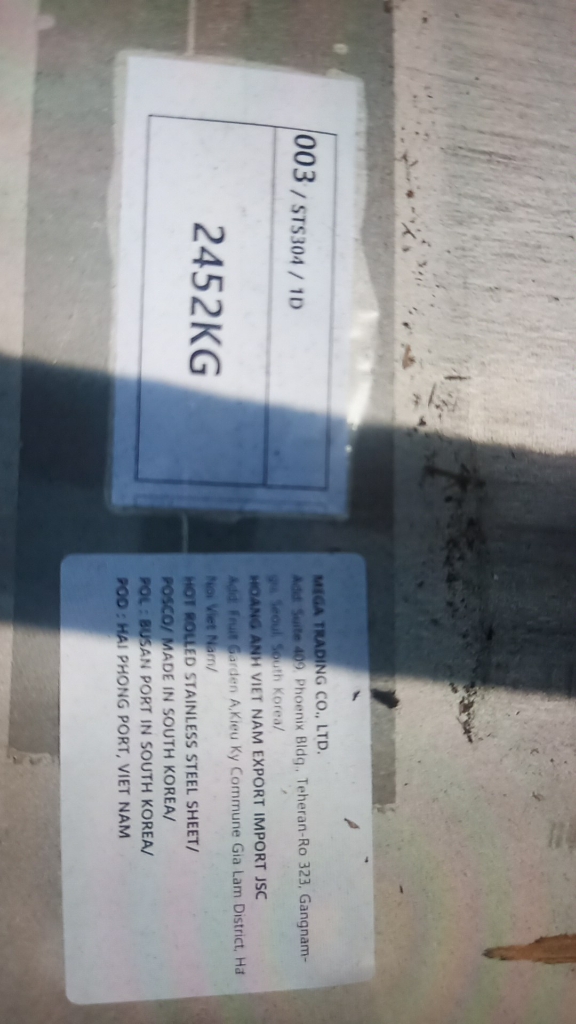 003 / STS304 / 1D
2452KG
MEGA TRADING CO., LTD.
Add: Suite 409, Phoenix Bldg., Teheran-Ro 323, Gangnam-
gu, Seoul, South Korea/
HOANG ANH VIET NAM EXPORT IMPORT JSC
Add: Fruit Garden A,Kieu Ky Commune Gia Lam District, Ha
Noi Viet Nam/
HOT ROLLED STAINLESS STEEL SHEET/
POSCO/ MADE IN SOUTH KOREA/
POL : BUSAN PORT IN SOUTH KOREA/
POD : HAI PHONG PORT, VIET NAM